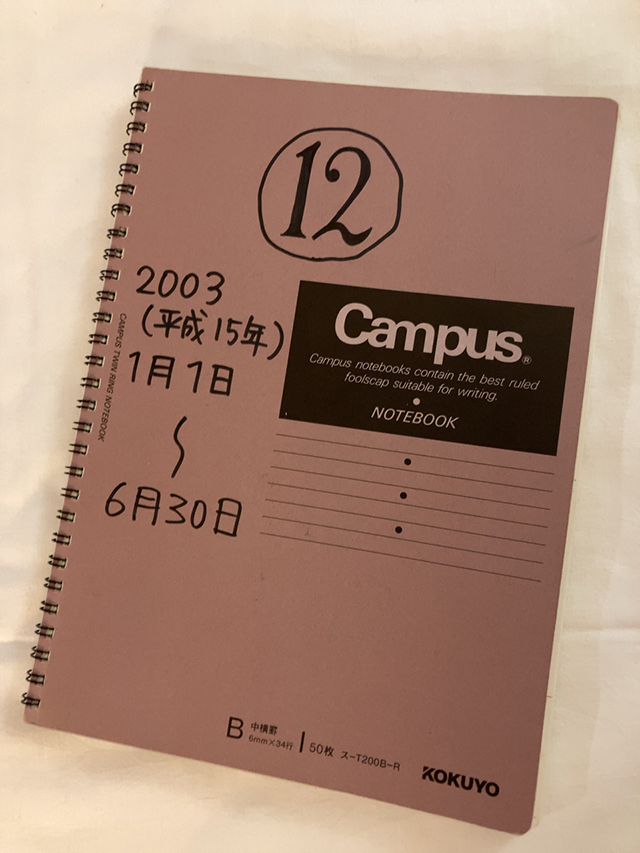 12
2003
(平成15年)
1月1日
〜
6月30日
CAMPUS TWIN RING NOTEBOOK
Campus®
Campus notebooks contain the best ruled
foolscap suitable for writing.
NOTEBOOK
B 中横罫
6mm×34行
50枚 ス-T200B-R
KOKUYO